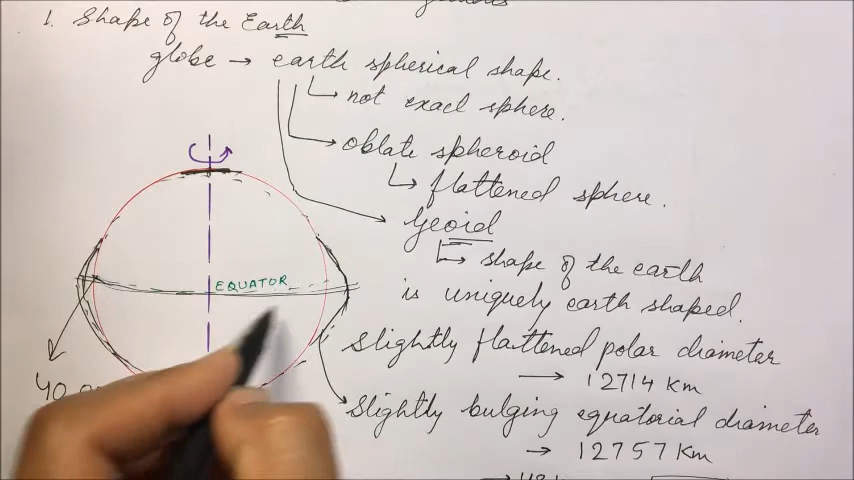 1. Shape of the Earth
globe → earth spherical shape.
not exact sphere.
oblate spheroid
flattened sphere.
Geoid
shape of the earth
is uniquely earth shaped.
EQUATOR
slightly flattened polar diameter
→ 12714 km
slightly bulging equatorial diameter
→ 12757 Km